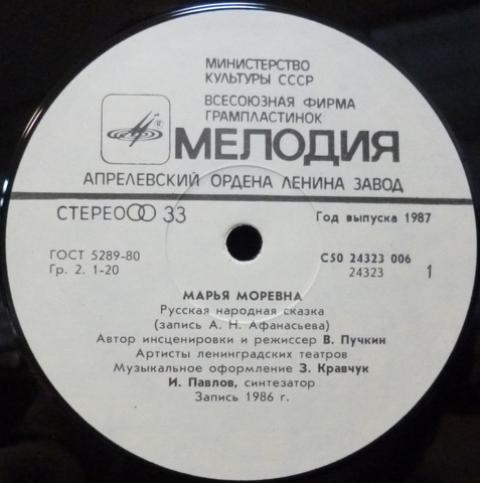 МИНИСТЕРСТВО
КУЛЬТУРЫ СССР
ВСЕСОЮЗНАЯ ФИРМА
ГРАМПЛАСТИНОК
МЕЛОДИЯ
АПРЕЛЕВСКИЙ ОРДЕНА ЛЕНИНА ЗАВОД
СТЕРЕО 33
Год выпуска 1987
ГОСТ 5289-80
Гр. 2. 1-20
С50 24323 006
24323 1
МАРЬЯ МОРЕВНА
Русская народная сказка
(запись А. Н. Афанасьева)
Автор инсценировки и режиссер В. Пучкин
Артисты ленинградских театров
Музыкальное оформление З. Кравчук
И. Павлов, синтезатор
Запись 1986 г.